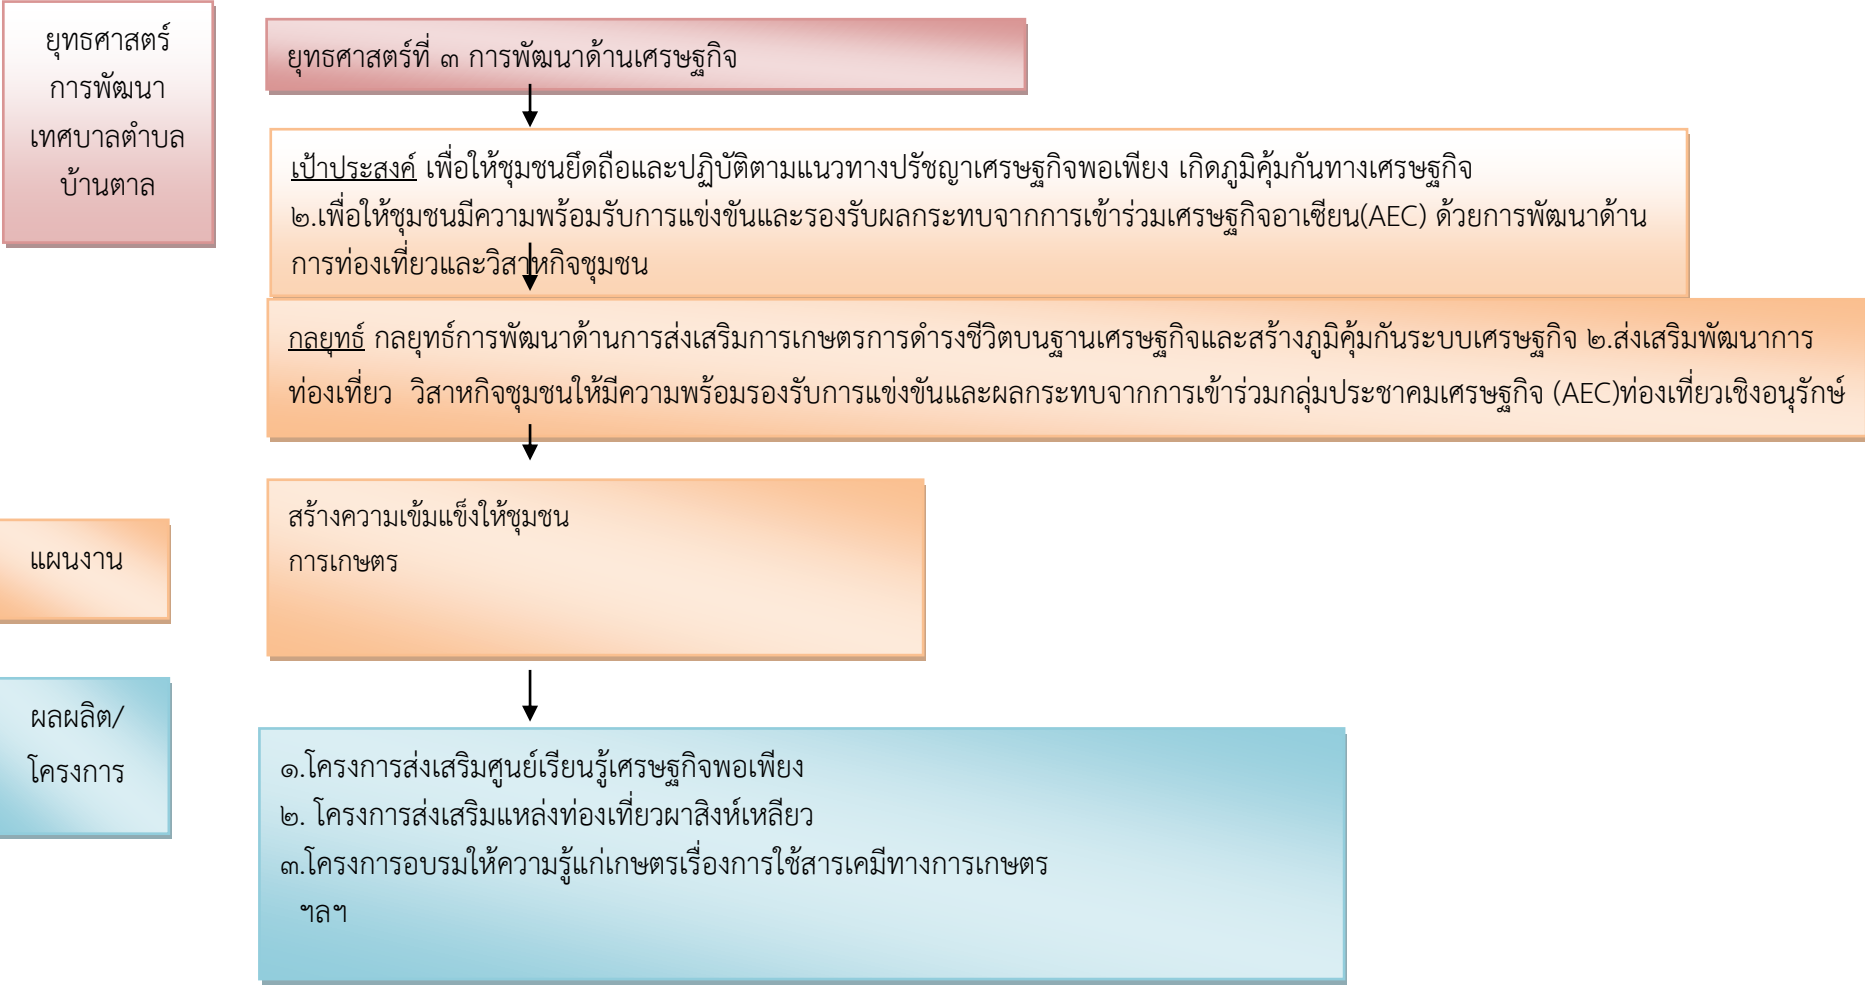 ยุทธศาสตร์
การพัฒนา
เทศบาลตำบล
บ้านตาล
ยุทธศาสตร์ที่ ๓ การพัฒนาด้านเศรษฐกิจ
เป้าประสงค์ เพื่อให้ชุมชนยึดถือและปฏิบัติตามแนวทางปรัชญาเศรษฐกิจพอเพียง เกิดภูมิคุ้มกันทางเศรษฐกิจ
๒.เพื่อให้ชุมชนมีความพร้อมรับการแข่งขันและรองรับผลกระทบจากการเข้าร่วมเศรษฐกิจอาเซียน(AEC) ด้วยการพัฒนาด้าน
การท่องเที่ยวและวิสาหกิจชุมชน
กลยุทธ์ กลยุทธ์การพัฒนาด้านการส่งเสริมการเกษตรการดำรงชีวิตบนฐานเศรษฐกิจและสร้างภูมิคุ้มกันระบบเศรษฐกิจ ๒.ส่งเสริมพัฒนาการ
ท่องเที่ยว วิสาหกิจชุมชนให้มีความพร้อมรองรับการแข่งขันและผลกระทบจากการเข้าร่วมกลุ่มประชาคมเศรษฐกิจ (AEC)ท่องเที่ยวเชิงอนุรักษ์
แผนงาน
สร้างความเข้มแข็งให้ชุมชน
การเกษตร
ผลผลิต/
โครงการ
๑.โครงการส่งเสริมศูนย์เรียนรู้เศรษฐกิจพอเพียง
๒. โครงการส่งเสริมแหล่งท่องเที่ยวผาสิงห์เหลียว
๓.โครงการอบรมให้ความรู้แก่เกษตรเรื่องการใช้สารเคมีทางการเกษตร
ฯลฯ